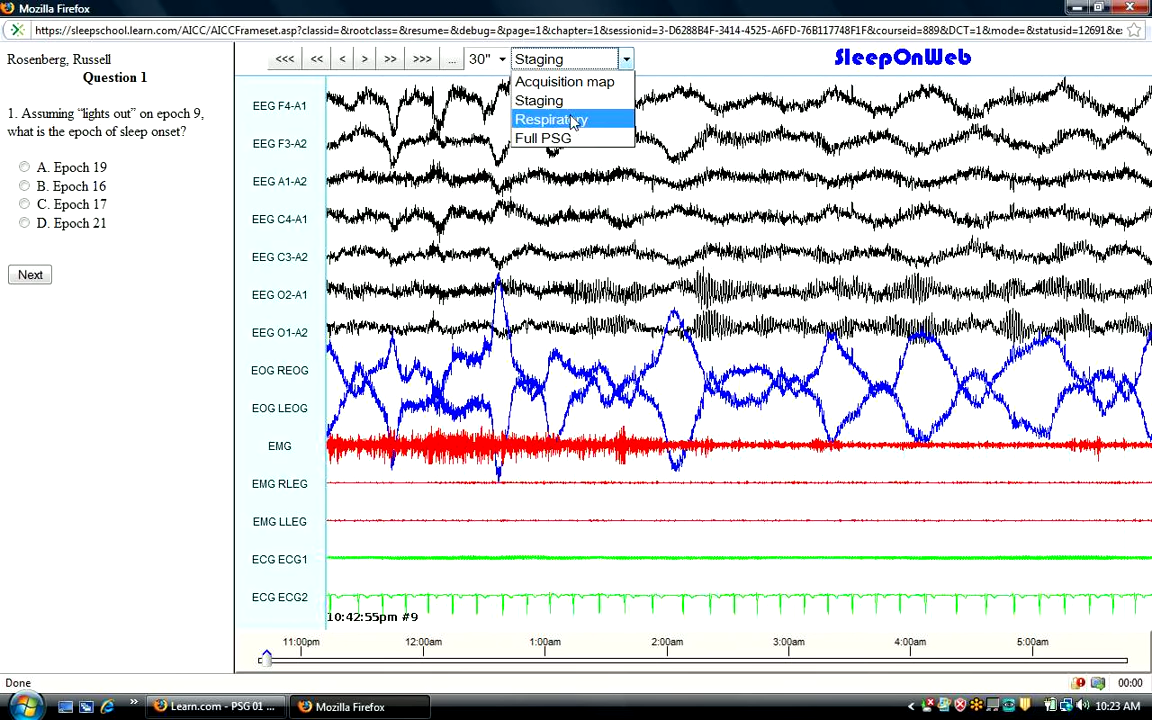 Mozilla Firefox
https://sleepschool.learn.com/AICC/AICCFrameset.asp?classid=&rootclass=&resume=&debug=&page=1&chapter=1&sessionid=3-D6288B4F-3414-4525-A6FD-76B117748F1F&courseid=889&DCT=1&mode=&statusid=12691&e
Rosenberg, Russell
Question 1
1. Assuming “lights out” on epoch 9,
what is the epoch of sleep onset?
A. Epoch 19
B. Epoch 16
C. Epoch 17
D. Epoch 21
Next
<<< << < > >> >>> ... 30" Staging
SleepOnWeb
Acquisition map
Staging
Respiratory
Full PSG
EEG F4-A1
EEG F3-A2
EEG A1-A2
EEG C4-A1
EEG C3-A2
EEG O2-A1
EEG O1-A2
EOG REOG
EOG LEOG
EMG
EMG RLEG
EMG LLEG
ECG ECG1
ECG ECG2
10:42:55pm #9
11:00pm 12:00am 1:00am 2:00am 3:00am 4:00am 5:00am
Done 00:00
Learn.com - PSG 01 ... Mozilla Firefox 10:23 AM